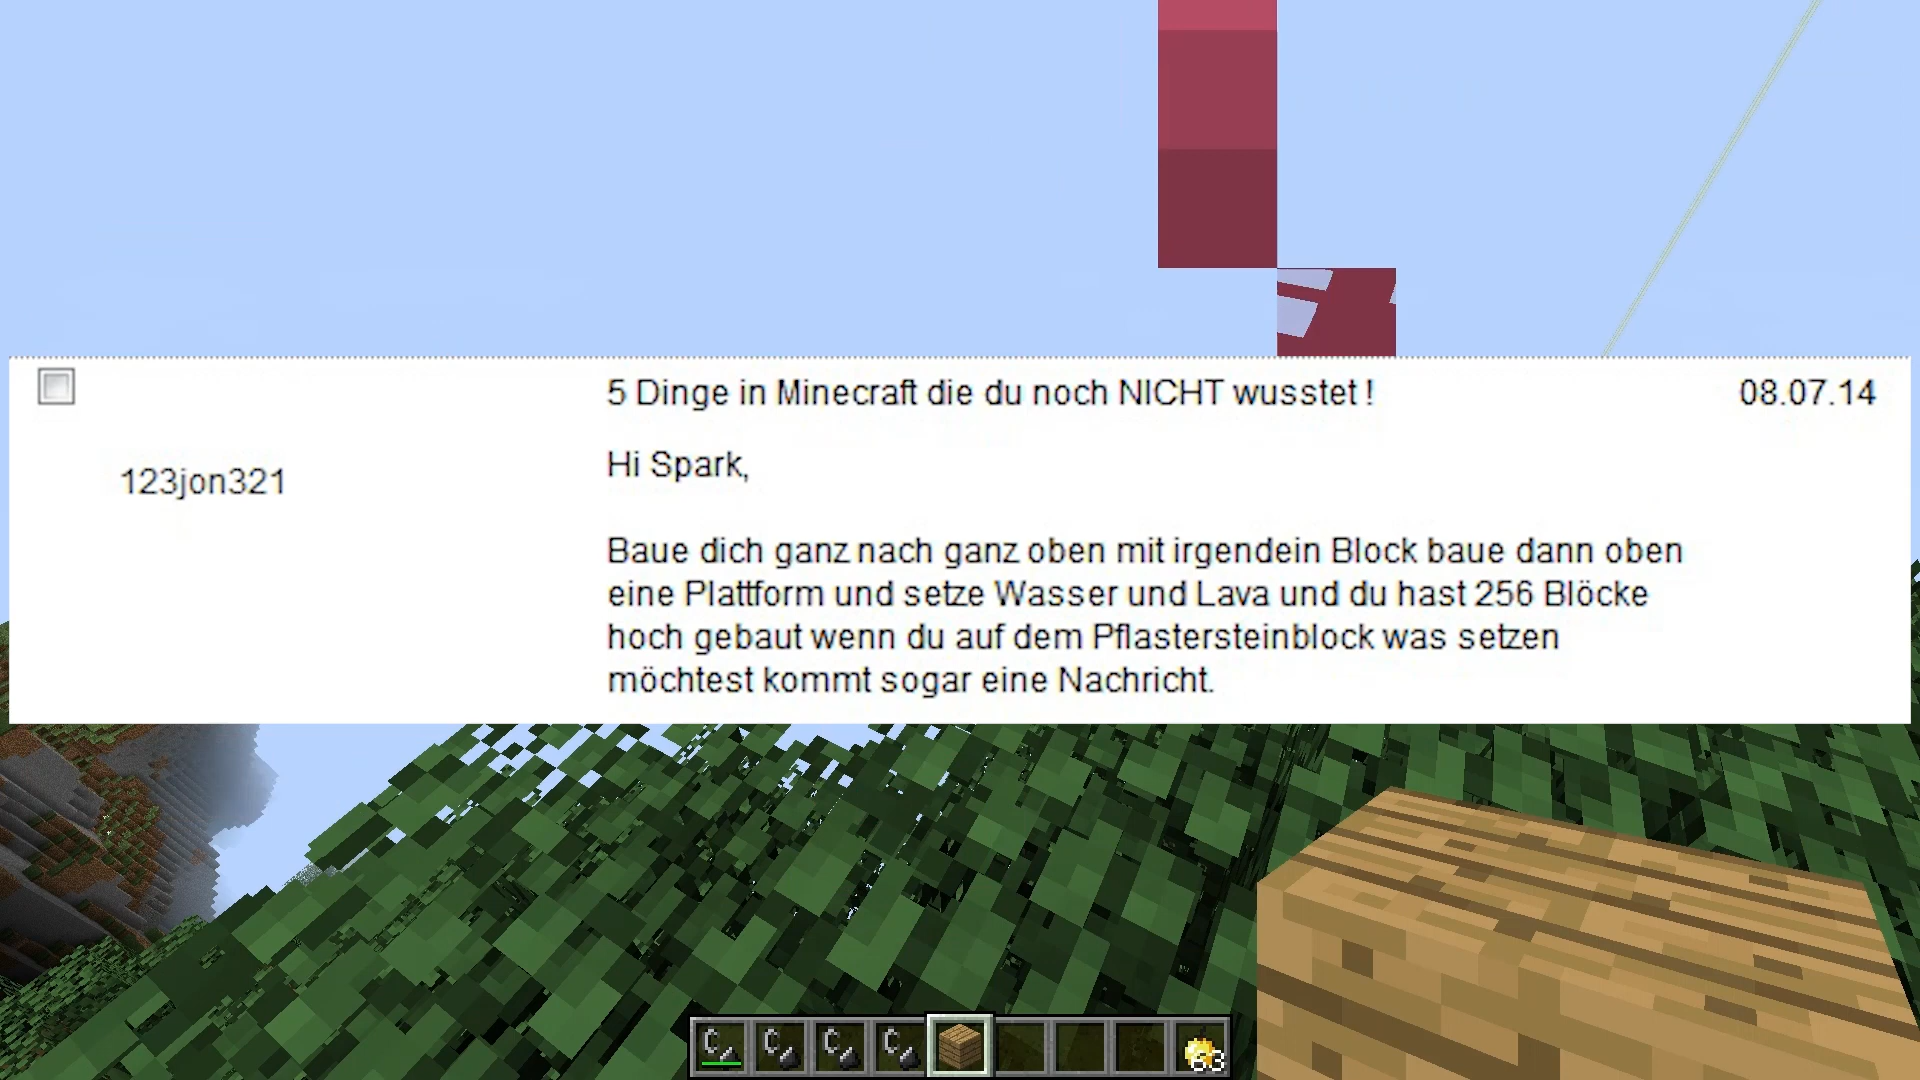 5 Dinge in Minecraft die du noch NICHT wusstet !
08.07.14
Hi Spark,
123jon321
Baue dich ganz nach ganz oben mit irgendein Block baue dann oben
eine Plattform und setze Wasser und Lava und du hast 256 Blöcke
hoch gebaut wenn du auf dem Pflastersteinblock was setzen
möchtest kommt sogar eine Nachricht.
63